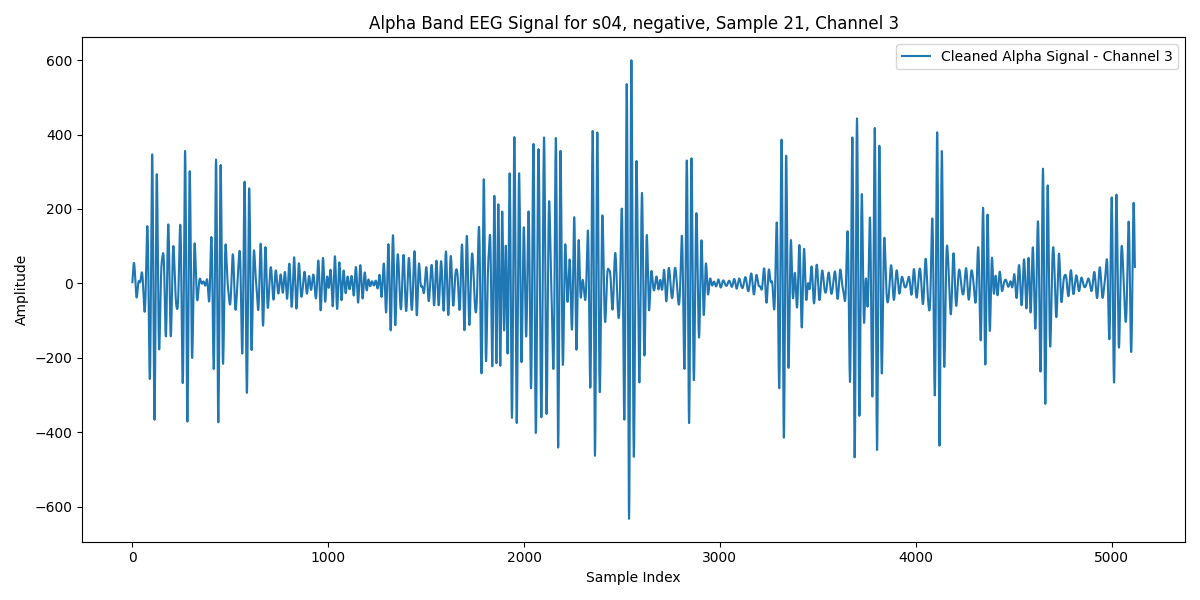 Alpha Band EEG Signal for s04, negative, Sample 21, Channel 3
Cleaned Alpha Signal - Channel 3
Amplitude
600
400
200
0
−200
−400
−600
0 1000 2000 3000 4000 5000
Sample Index